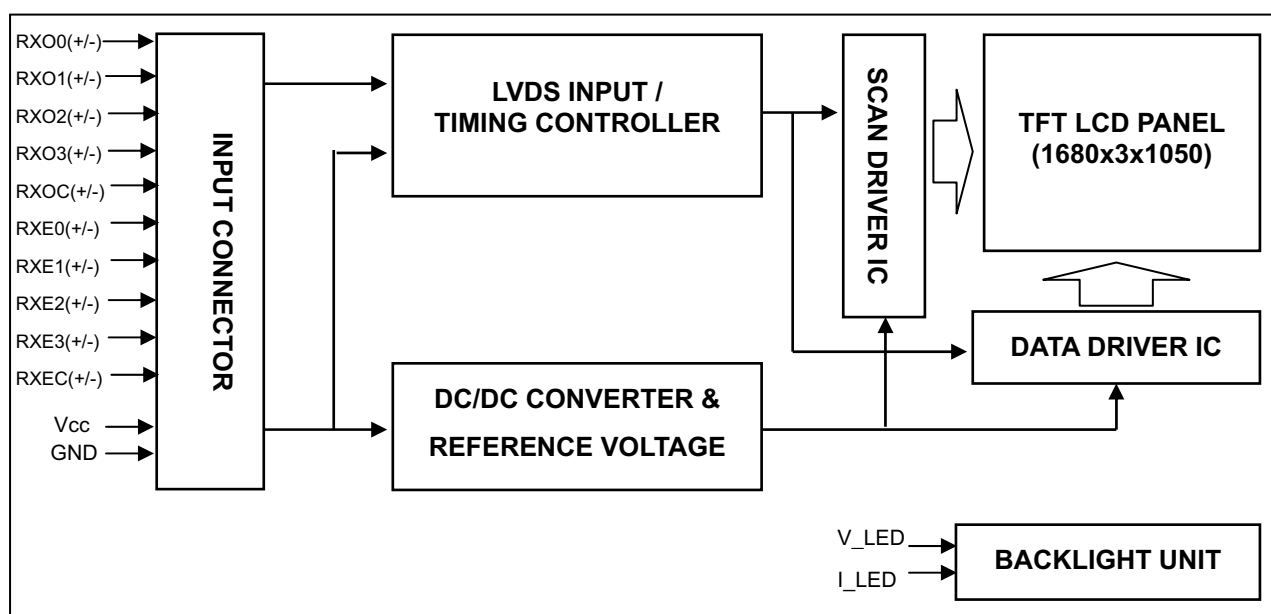 RXO0(+/-)
RXO1(+/-)
RXO2(+/-)
RXO3(+/-)
RXOC(+/-)
RXE0(+/-)
RXE1(+/-)
RXE2(+/-)
RXE3(+/-)
RXEC(+/-)
Vcc
GND
INPUT CONNECTOR
LVDS INPUT /
TIMING CONTROLLER
DC/DC CONVERTER &
REFERENCE VOLTAGE
SCAN DRIVER IC
TFT LCD PANEL
(1680x3x1050)
DATA DRIVER IC
V_LED
I_LED
BACKLIGHT UNIT